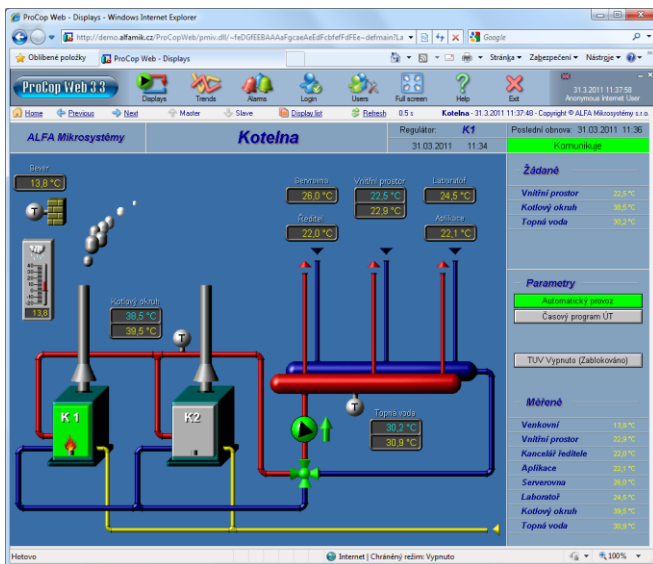 ProCop Web - Displays - Windows Internet Explorer
Oblíbené položky
ProCop Web - Displays
Google
Stránka
Zabezpečení
Nástroje
ProCop Web 3.3
Displays
Trends
Alarms
Login
Users
Full screen
Help
Exit
31.3.2011 11:37:58
Anonymous Internet User
Home
Previous
Next
Master
Slave
Display list
Refresh
0.5 s
Kotelna - 31.3.2011 11:37:48 - Copyright © ALFA Mikrosystémy s.r.o.
ALFA Mikrosystémy
Kotelna
Regulátor: K1
31.03.2011 11:34
Poslední obnova: 31.03.2011 11:36
Komunikuje
Sever
13,8 °C
T
13,8
Serverovna
26,0 °C
Ředitel
22,0 °C
Vnitřní prostor
22,5 °C
22,9 °C
Laboratoř
24,5 °C
Aplikace
22,1 °C
Kotlový okruh
38,5 °C
39,5 °C
T
K1
K2
T
Topná voda
30,2 °C
30,9 °C
Žádané
Vnitřní prostor 22,5 °C
Kotlový okruh 38,5 °C
Topná voda 30,2 °C
Parametry
Automatický provoz
Časový program ÚT
TUV Vypnuto (Zablokováno)
Měřené
Venkovní 13,8 °C
Vnitřní prostor 22,9 °C
Kancelář ředitele 22,0 °C
Aplikace 22,1 °C
Serverovna 26,0 °C
Laboratoř 24,5 °C
Kotlový okruh 39,5 °C
Topná voda 30,9 °C
Hotovo
Internet | Chráněný režim: Vypnuto
100%